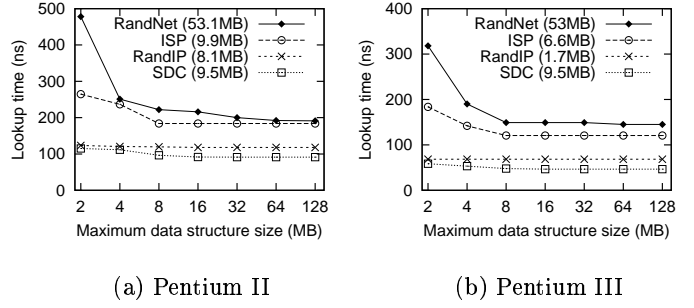 500
400
300
200
100
0
Lookup time (ns)
RandNet (53.1MB)
ISP (9.9MB)
RandIP (8.1MB)
SDC (9.5MB)
2 4 8 16 32 64 128
Maximum data structure size (MB)
(a) Pentium II
400
300
200
100
0
Lookup time (ns)
RandNet (53MB)
ISP (6.6MB)
RandIP (1.7MB)
SDC (9.5MB)
2 4 8 16 32 64 128
Maximum data structure size (MB)
(b) Pentium III